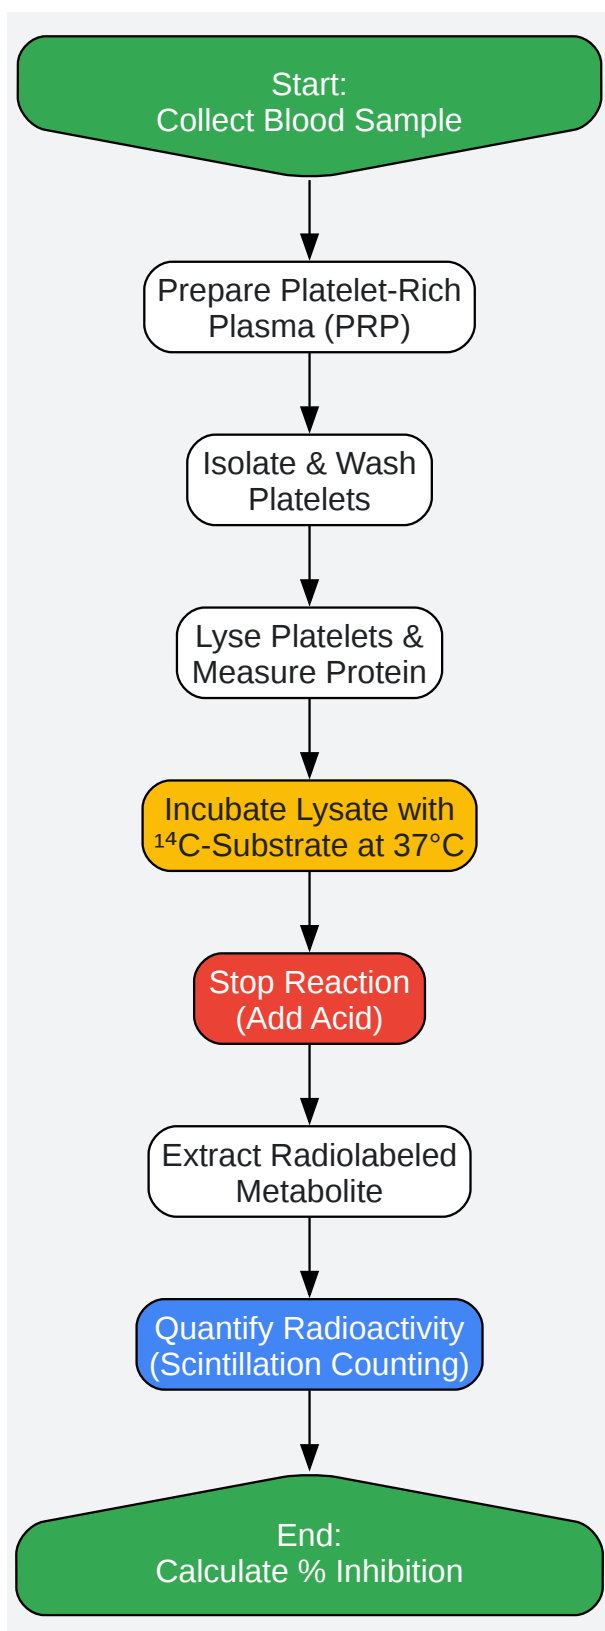 Start:
Collect Blood Sample
Prepare Platelet-Rich
Plasma (PRP)
Isolate & Wash
Platelets
Lyse Platelets &
Measure Protein
Incubate Lysate with
¹⁴C-Substrate at 37°C
Stop Reaction
(Add Acid)
Extract Radiolabeled
Metabolite
Quantify Radioactivity
(Scintillation Counting)
End:
Calculate % Inhibition